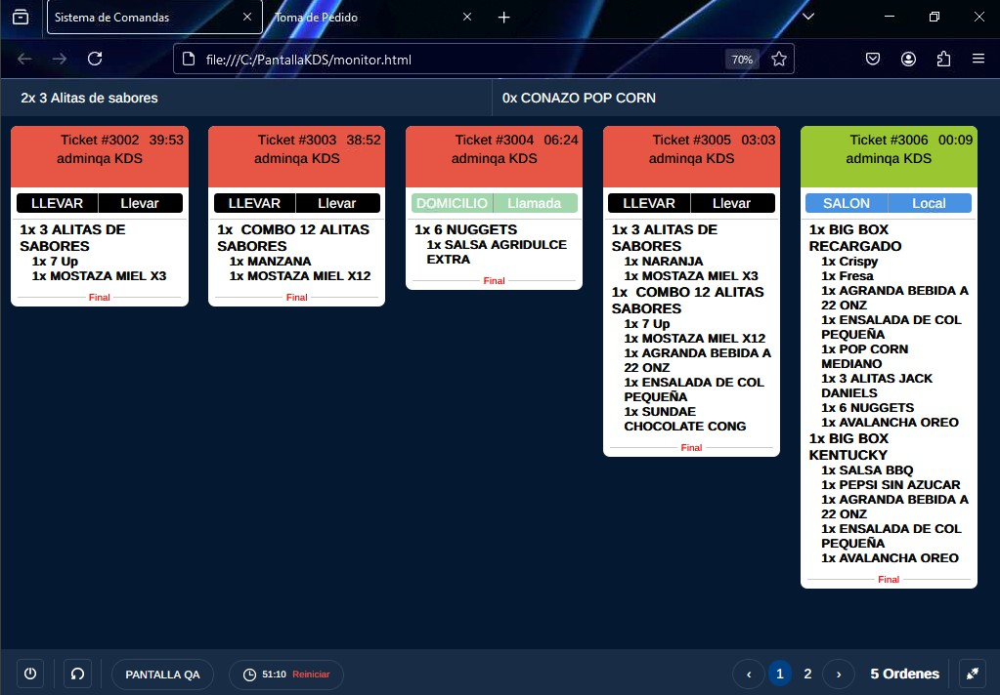 Sistema de Comandas
Toma de Pedido
file:///C:/PantallaKDS/monitor.html
70%
2x 3 Alitas de sabores
0x CONAZO POP CORN
Ticket #3002 39:53
adminqa KDS
LLEVAR Llevar
1x 3 ALITAS DE
SABORES
1x 7 Up
1x MOSTAZA MIEL X3
Final
Ticket #3003 38:52
adminqa KDS
LLEVAR Llevar
1x COMBO 12 ALITAS
SABORES
1x MANZANA
1x MOSTAZA MIEL X12
Final
Ticket #3004 06:24
adminqa KDS
DOMICILIO Llamada
1x 6 NUGGETS
1x SALSA AGRIDULCE
EXTRA
Final
Ticket #3005 03:03
adminqa KDS
LLEVAR Llevar
1x 3 ALITAS DE
SABORES
1x NARANJA
1x MOSTAZA MIEL X3
1x COMBO 12 ALITAS
SABORES
1x 7 Up
1x MOSTAZA MIEL X12
1x AGRANDA BEBIDA A
22 ONZ
1x ENSALADA DE COL
PEQUEÑA
1x SUNDAE
CHOCOLATE CONG
Final
Ticket #3006 00:09
adminqa KDS
SALON Local
1x BIG BOX
RECARGADO
1x Crispy
1x Fresa
1x AGRANDA BEBIDA A
22 ONZ
1x ENSALADA DE COL
PEQUEÑA
1x POP CORN
MEDIANO
1x 3 ALITAS JACK
DANIELS
1x 6 NUGGETS
1x AVALANCHA OREO
1x BIG BOX
KENTUCKY
1x SALSA BBQ
1x PEPSI SIN AZUCAR
1x AGRANDA BEBIDA A
22 ONZ
1x ENSALADA DE COL
PEQUEÑA
1x AVALANCHA OREO
Final
PANTALLA QA
51:10 Reiniciar
‹ 1 2 ›
5 Ordenes